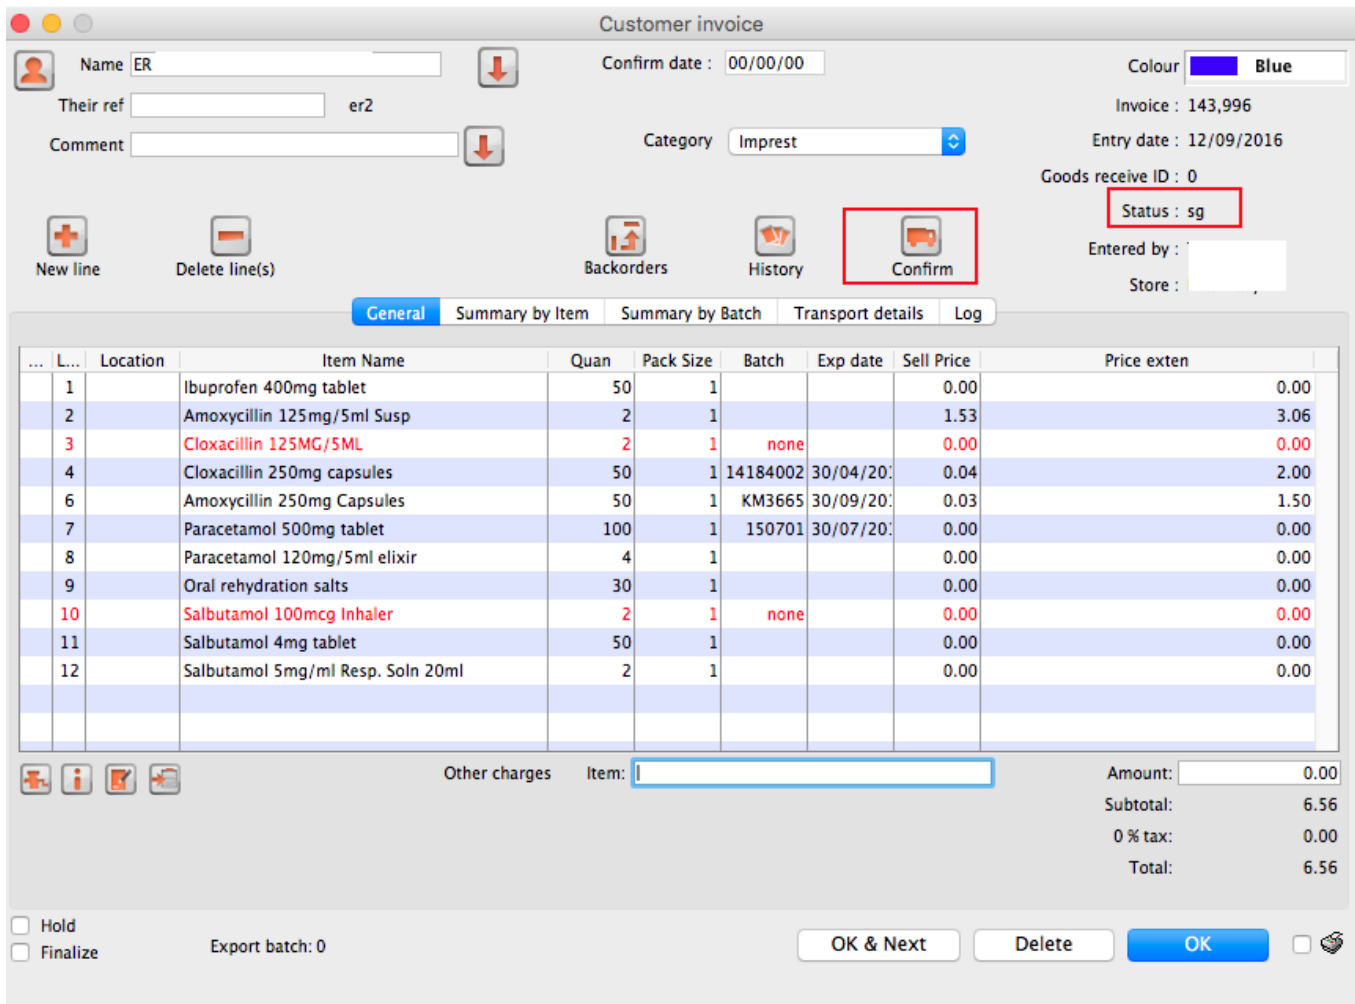 Customer invoice
Name ER
Confirm date : 00/00/00
Colour Blue
Their ref er2
Invoice : 143,996
Comment
Category Imprest
Entry date : 12/09/2016
Goods receive ID : 0
Status : sg
Entered by :
Store :
New line Delete line(s) Backorders History Confirm
General Summary by Item Summary by Batch Transport details Log
... L... Location Item Name Quan Pack Size Batch Exp date Sell Price Price exten
1 Ibuprofen 400mg tablet 50 1 0.00 0.00
2 Amoxycillin 125mg/5ml Susp 2 1 1.53 3.06
3 Cloxacillin 125MG/5ML 2 1 none 0.00 0.00
4 Cloxacillin 250mg capsules 50 1 14184002 30/04/20 0.04 2.00
6 Amoxycillin 250mg Capsules 50 1 KM3665 30/09/20 0.03 1.50
7 Paracetamol 500mg tablet 100 1 150701 30/07/20 0.00 0.00
8 Paracetamol 120mg/5ml elixir 4 1 0.00 0.00
9 Oral rehydration salts 30 1 0.00 0.00
10 Salbutamol 100mcg Inhaler 2 1 none 0.00 0.00
11 Salbutamol 4mg tablet 50 1 0.00 0.00
12 Salbutamol 5mg/ml Resp. Soln 20ml 2 1 0.00 0.00
Other charges Item: Amount: 0.00
Subtotal: 6.56
0 % tax: 0.00
Total: 6.56
Hold
Finalize
Export batch: 0
OK & Next Delete OK